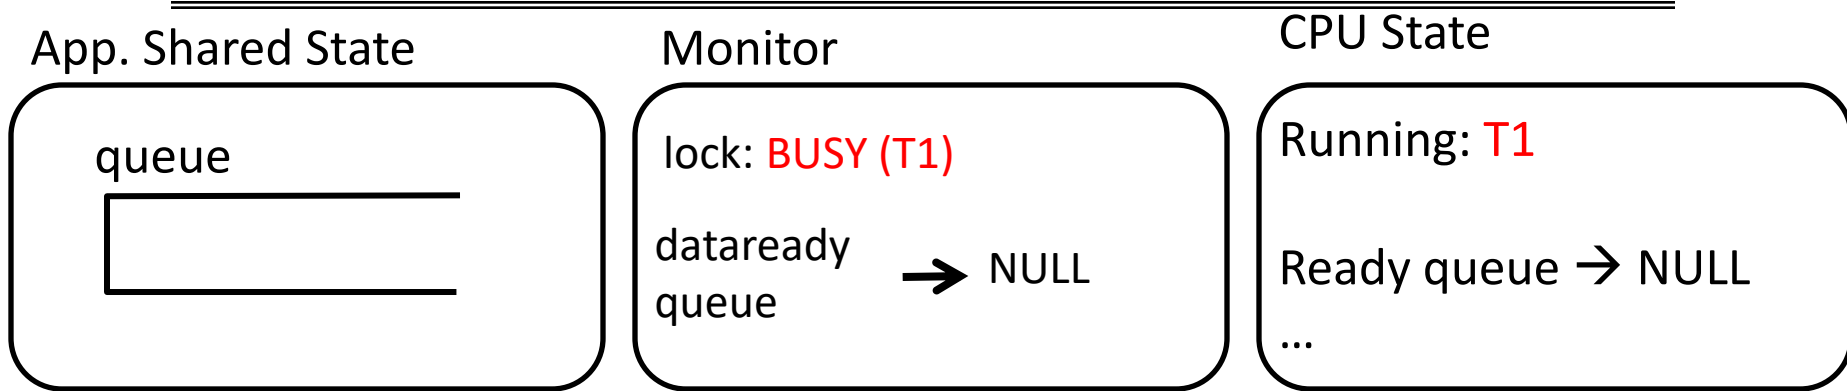 App. Shared State
queue
Monitor
lock: BUSY (T1)
dataready
queue
→ NULL
CPU State
Running: T1
Ready queue → NULL
...